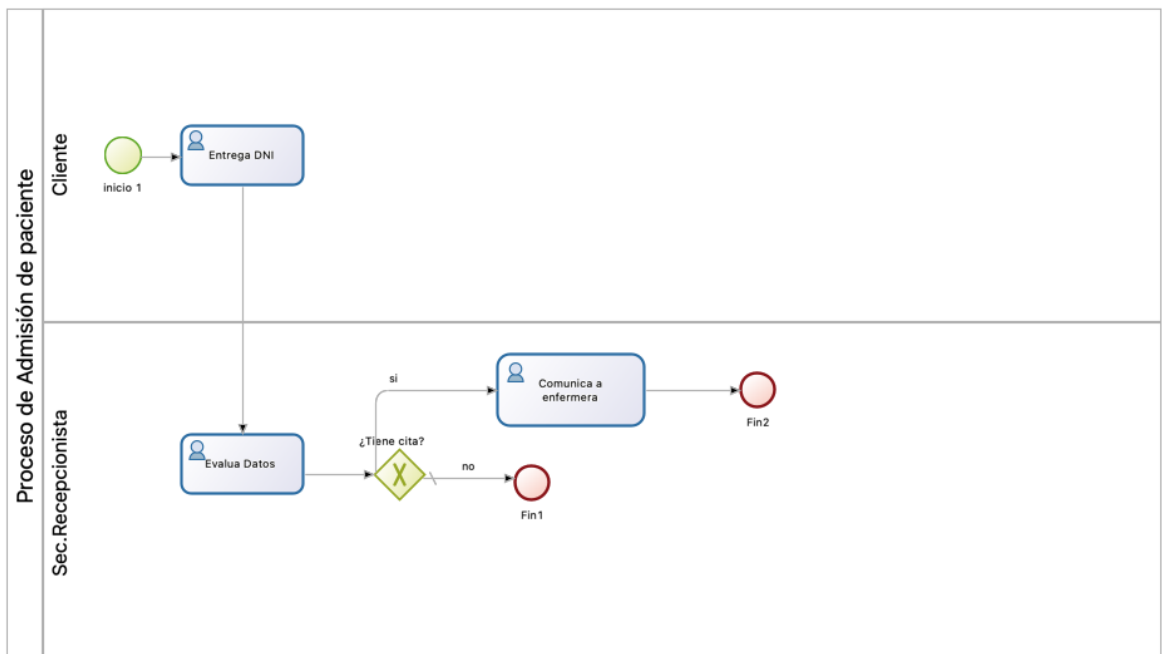 Proceso de Admisión de paciente
Cliente
inicio 1
Entrega DNI
Sec.Recepcionista
Evalua Datos
¿Tiene cita?
si
Comunica a
enfermera
Fin2
no
Fin1